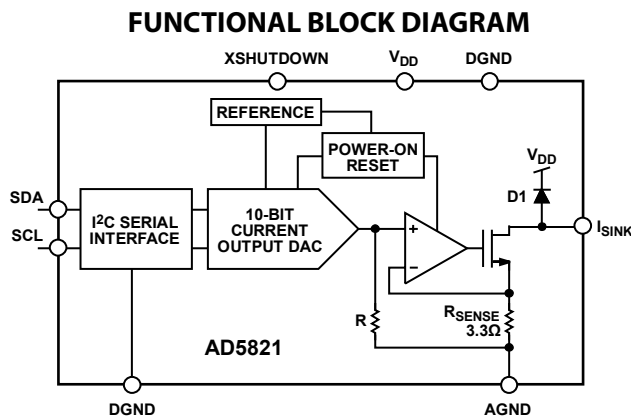 FUNCTIONAL BLOCK DIAGRAM
XSHUTDOWN
VDD
DGND
REFERENCE
POWER-ON
RESET
VDD
D1
SDA
SCL
I2C SERIAL
INTERFACE
10-BIT
CURRENT
OUTPUT DAC
+
−
ISINK
R
RSENSE
3.3Ω
AD5821
DGND
AGND